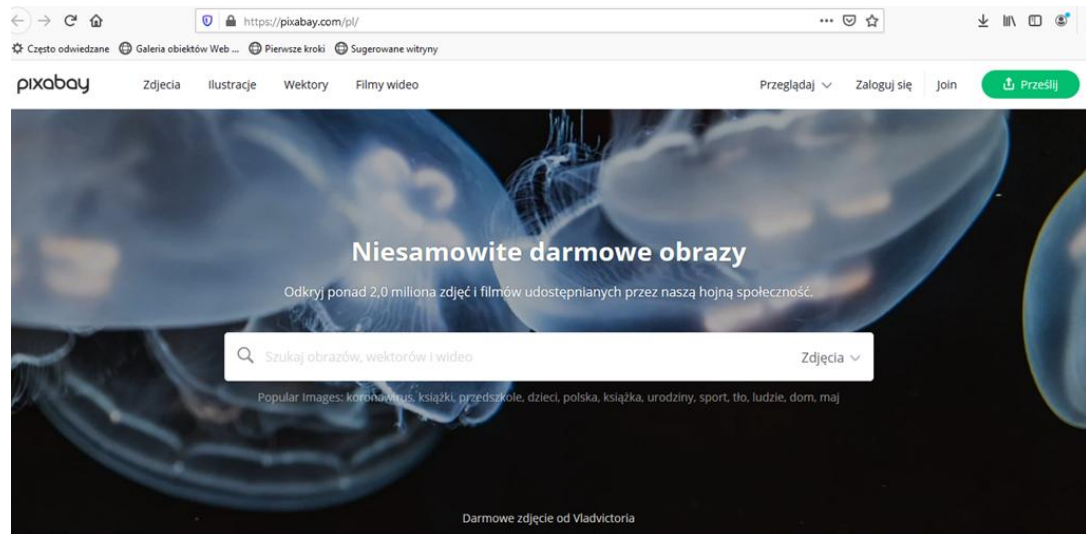 https://pixabay.com/pl/
Często odwiedzane Galeria obiektów Web ... Pierwsze kroki Sugerowane witryny
pixabay Zdjecia Ilustracje Wektory Filmy wideo Przeglądaj Zaloguj się Join Prześlij
Niesamowite darmowe obrazy
Odkryj ponad 2,0 miliona zdjęć i filmów udostępnianych przez naszą hojną społeczność.
Szukaj obrazów, wektorów i wideo Zdjęcia
Popular Images: koronawirus, książki, przedszkole, dzieci, polska, książka, urodziny, sport, tło, ludzie, dom, maj
Darmowe zdjęcie od Vladvictoria